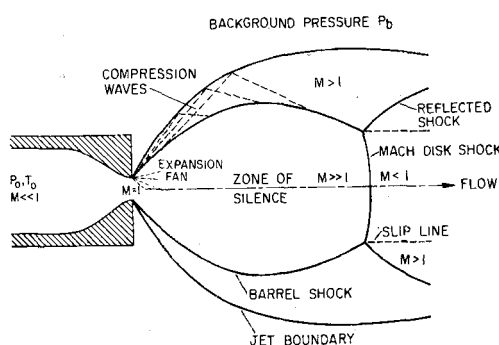 BACKGROUND PRESSURE Pb
COMPRESSION
WAVES
M>1
REFLECTED
SHOCK
MACH DISK SHOCK
P₀,T₀
M<<1
EXPANSION
FAN
M=1
ZONE OF
SILENCE
M>>1
M<1
FLOW
SLIP LINE
M>1
BARREL SHOCK
JET BOUNDARY